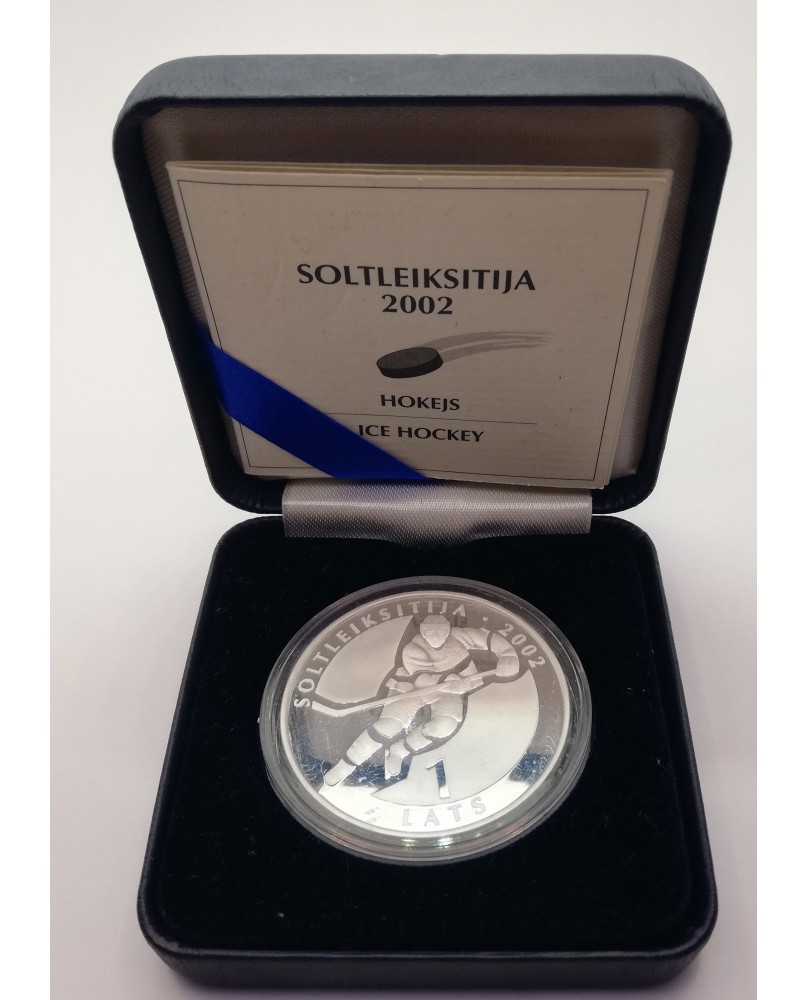 SOLTLEIKSITIJA
2002
HOKEJS
ICE HOCKEY
SOLTLEIKSITIJA · 2002
1
LATS